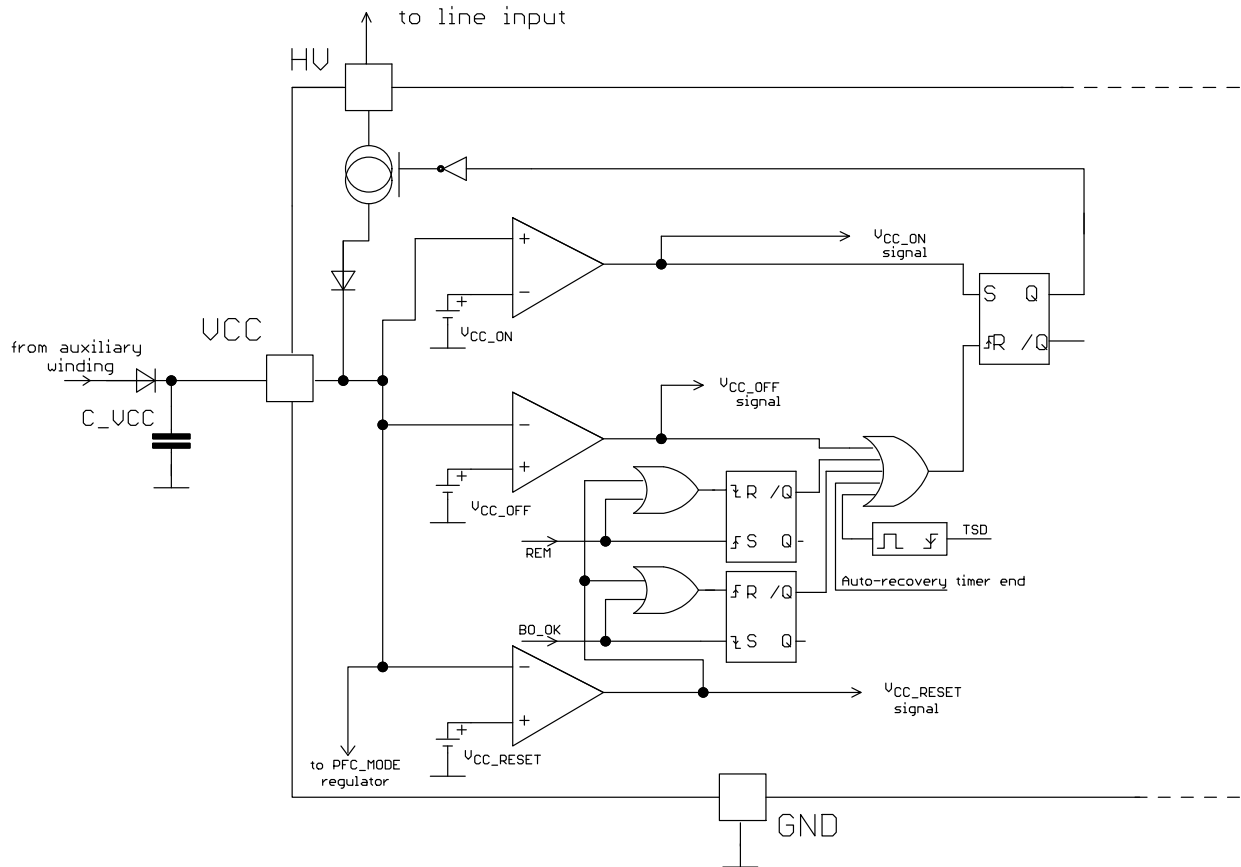 to line input
HV
VCC_ON
signal
+
−
+
VCC_ON
S Q
R /Q
VCC
from auxiliary
winding
C_VCC
VCC_OFF
signal
−
+
+
VCC_OFF
R /Q
S Q
REM
TSD
Auto-recovery timer end
R /Q
S Q
BO_OK
−
+
+
VCC_RESET
VCC_RESET
signal
to PFC_MODE
regulator
GND